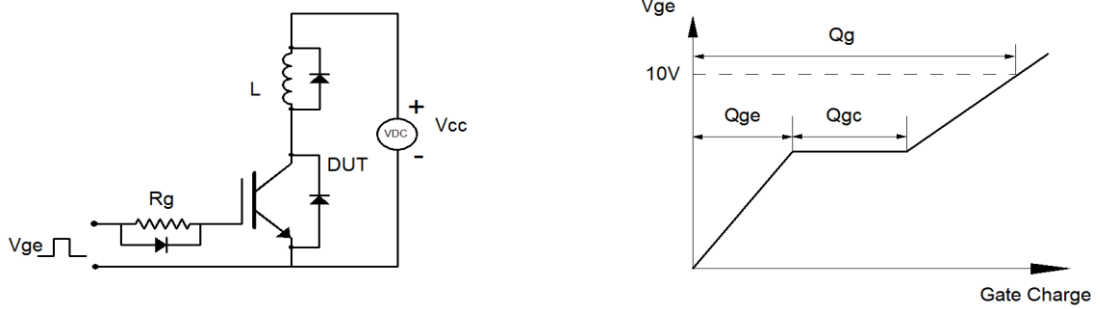 L
+
VDC
Vcc
-
DUT
Rg
Vge
Vge
Qg
10V
Qge
Qgc
Gate Charge